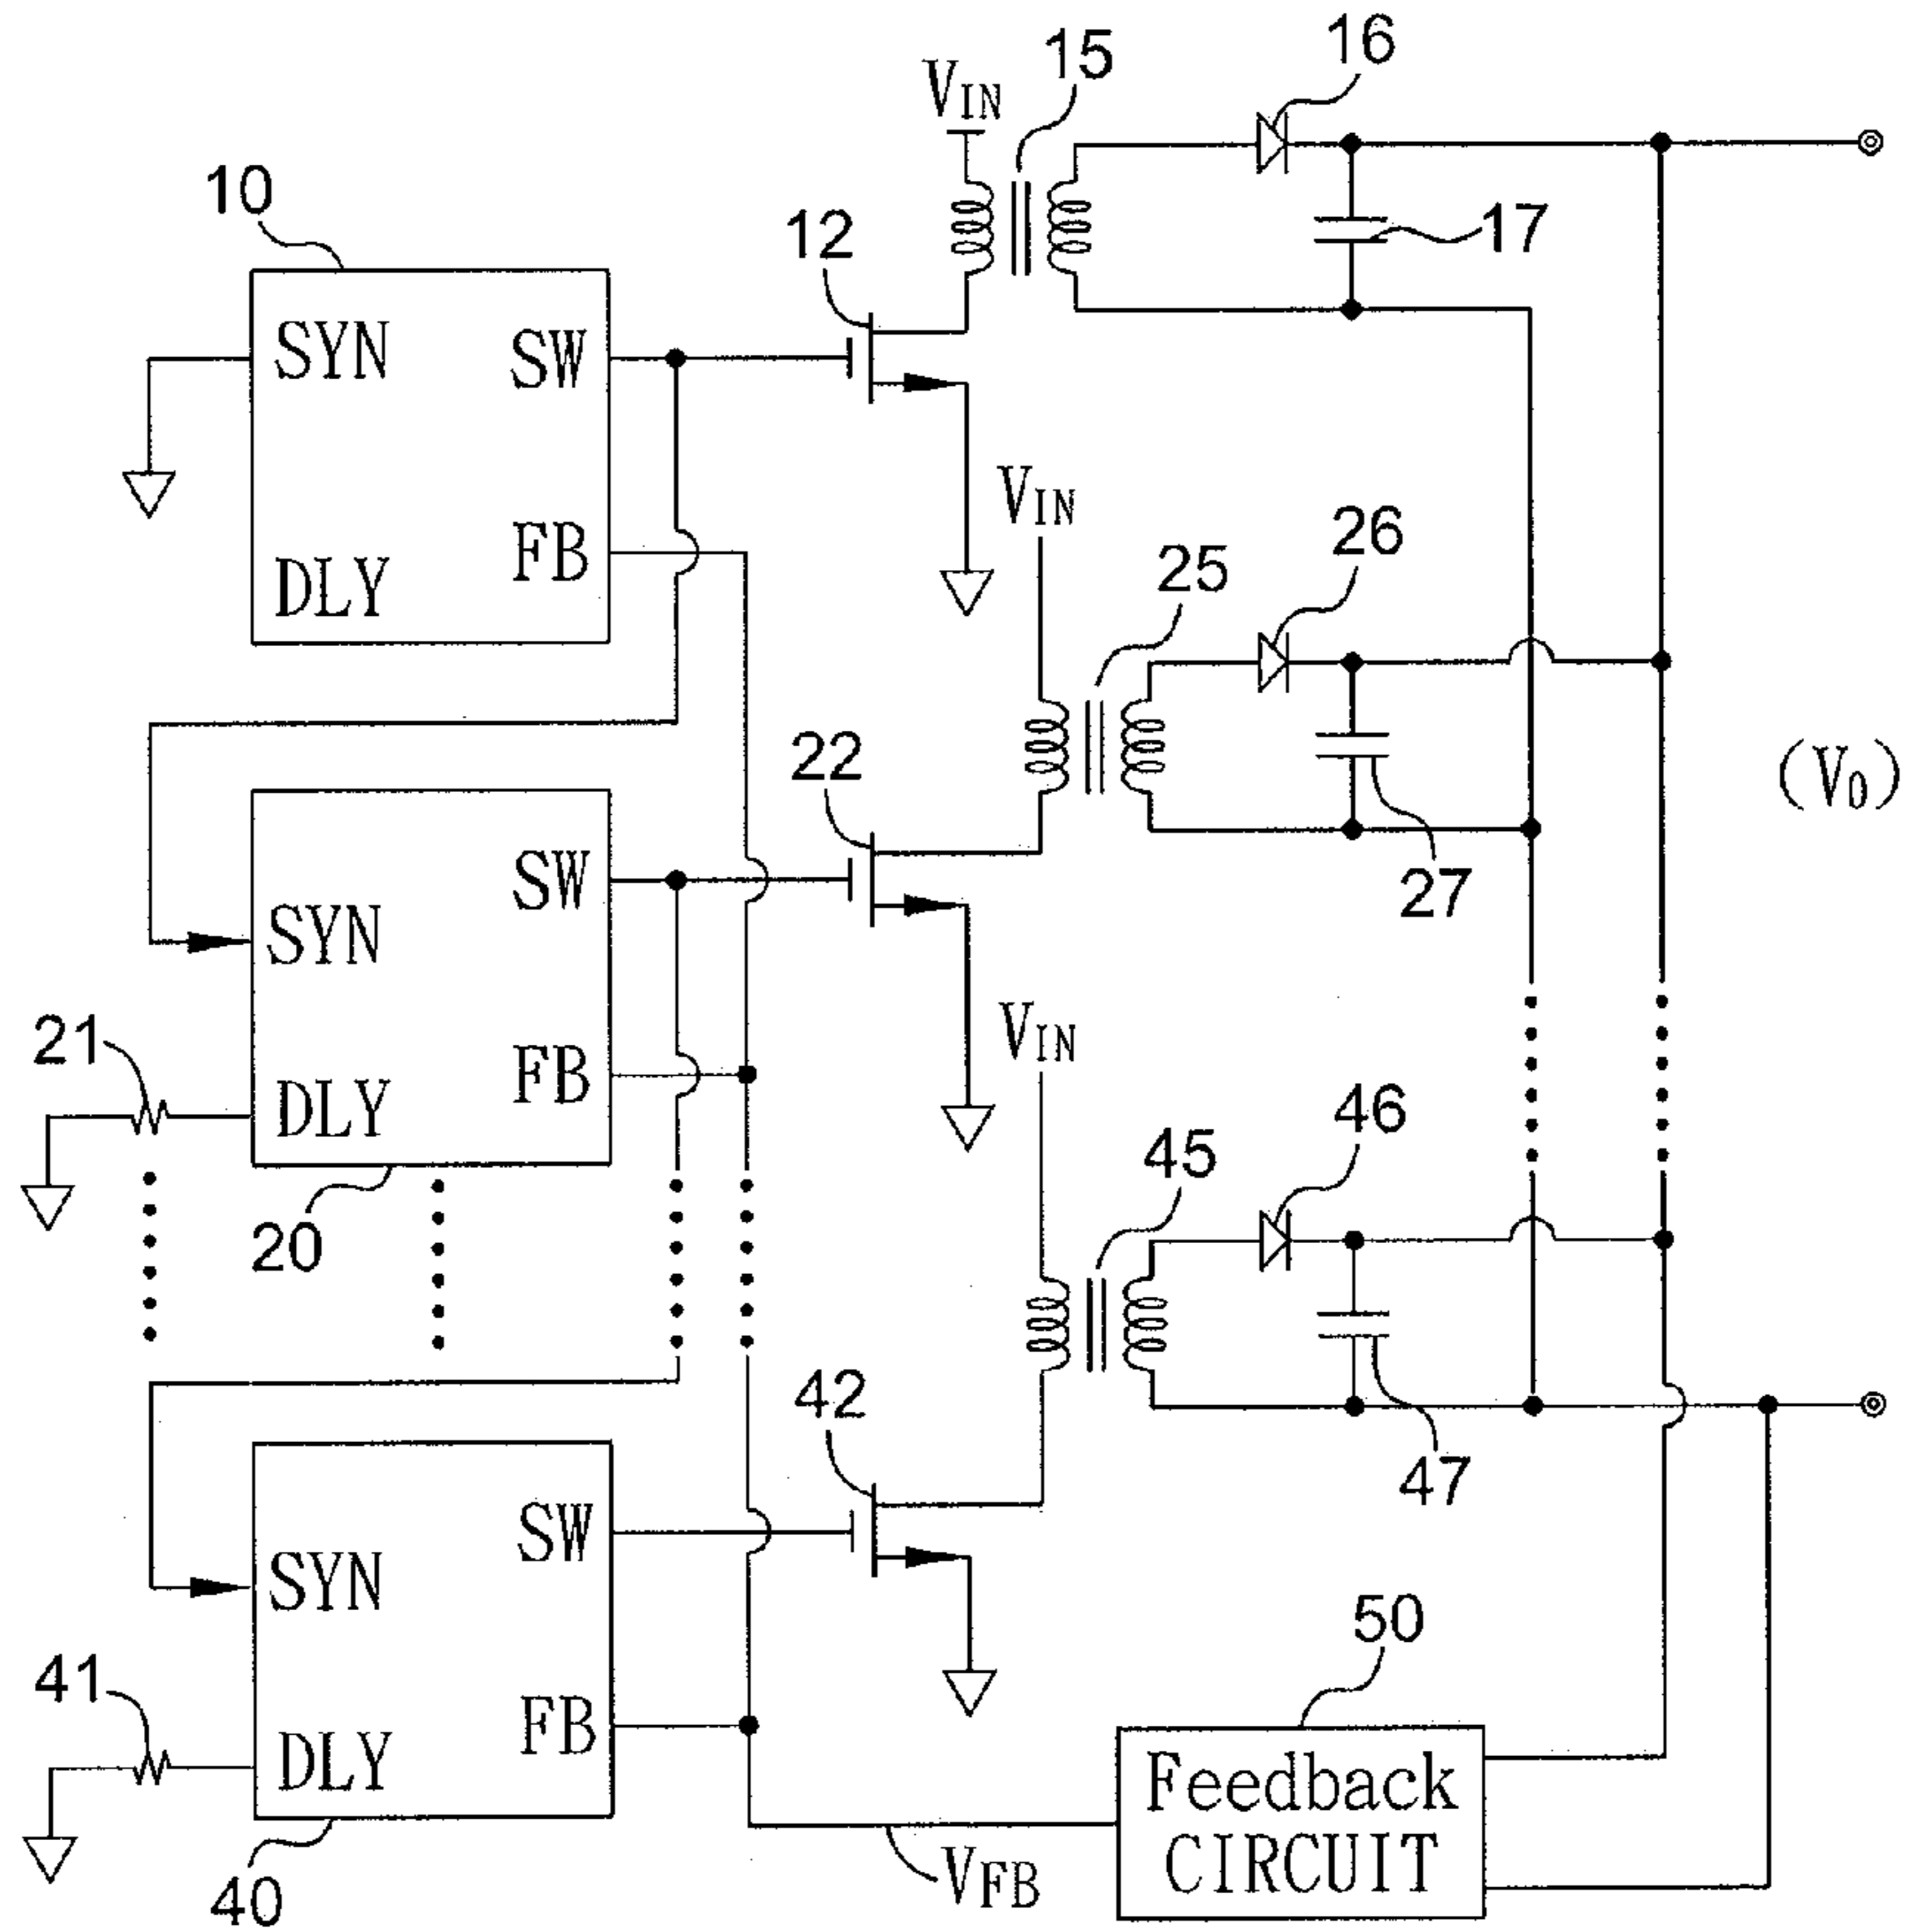 16
15
VIN
10
12
17
SYN
SW
VIN
26
FB
25
DLY
22
(V0)
SW
27
SYN
VIN
21
FB
DLY
46
45
20
42
47
SW
SYN
50
41
FB
DLY
Feedback
CIRCUIT
VFB
40